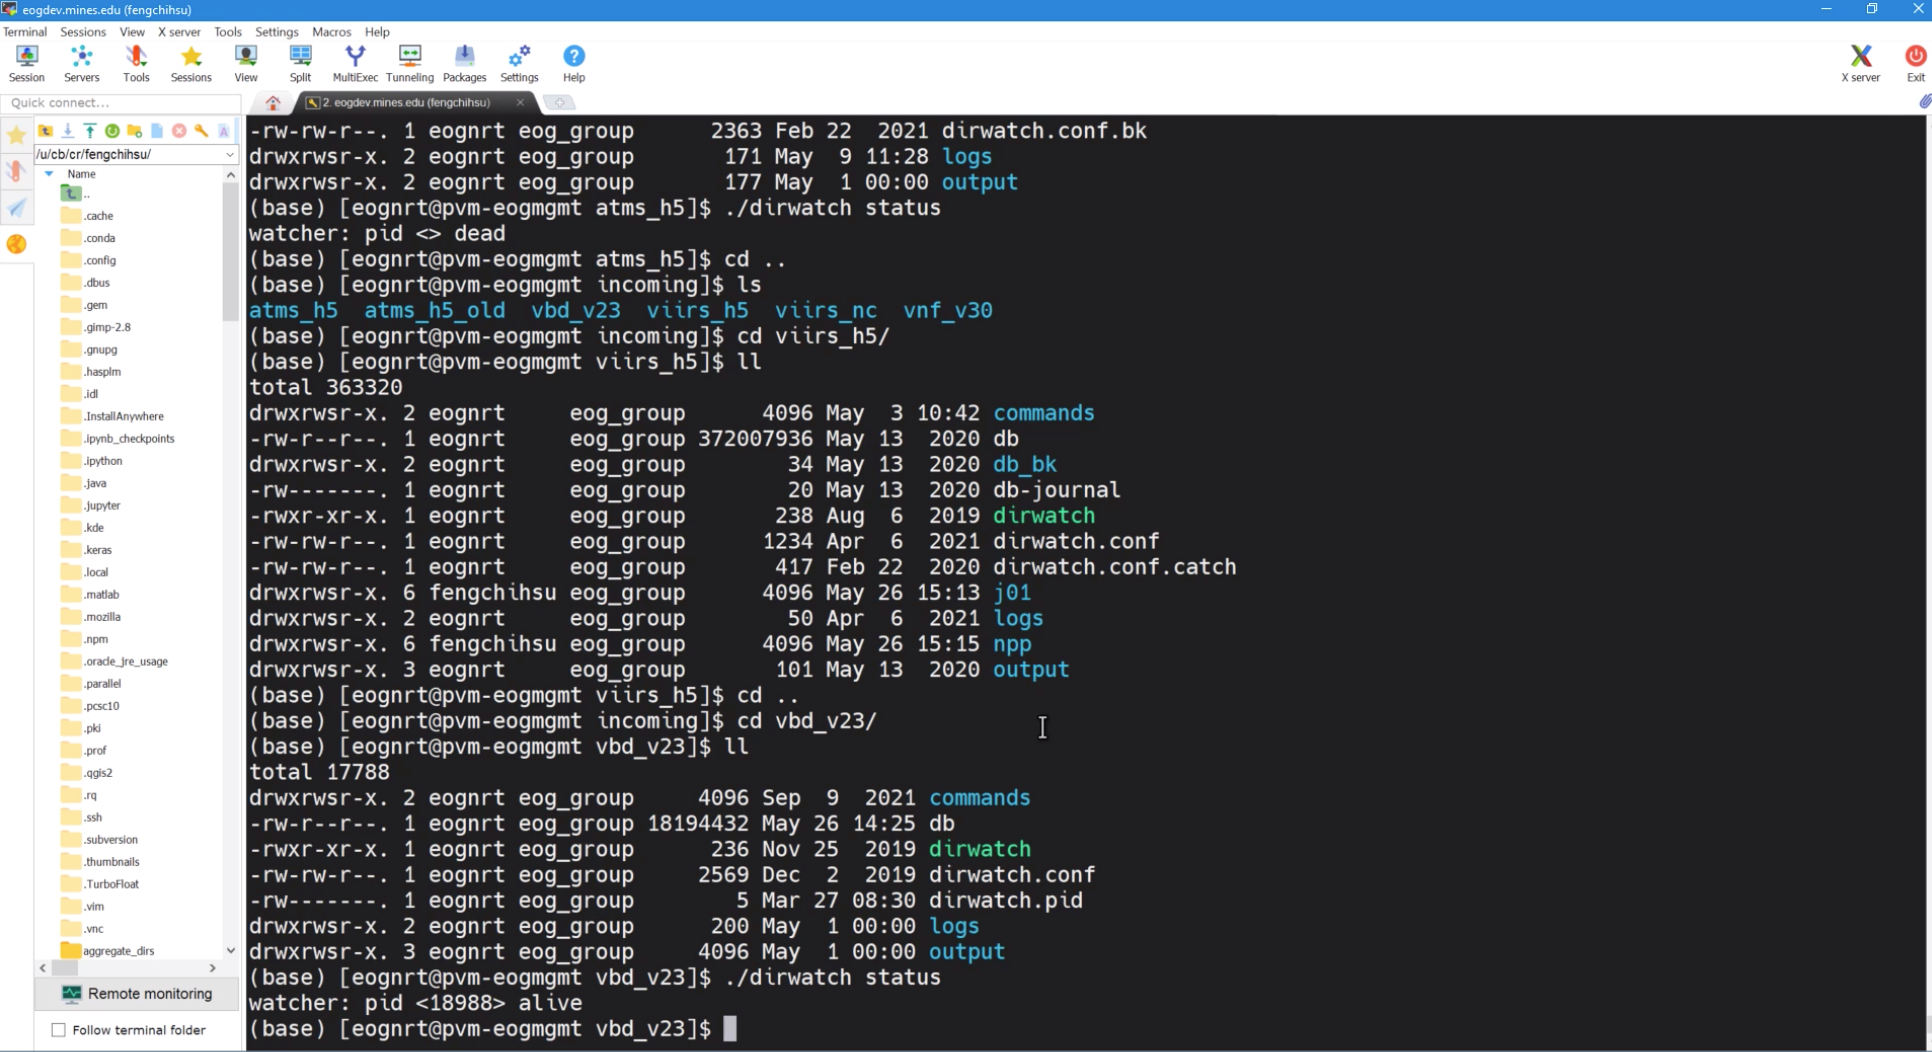 eogdev.mines.edu (fengchihsu)
Terminal Sessions View X server Tools Settings Macros Help
Session Servers Tools Sessions View Split MultiExec Tunneling Packages Settings Help X server Exit
Quick connect...
2. eogdev.mines.edu (fengchihsu)
/u/cb/cr/fengchihsu/
Name
..
.cache
.conda
.config
.dbus
.gem
.gimp-2.8
.gnupg
.hasplm
.idl
.InstallAnywhere
.ipynb_checkpoints
.ipython
.java
.jupyter
.kde
.keras
.local
.matlab
.mozilla
.npm
.oracle_jre_usage
.parallel
.pcsc10
.pki
.prof
.qgis2
.rq
.ssh
.subversion
.thumbnails
.TurboFloat
.vim
.vnc
aggregate_dirs
Remote monitoring
Follow terminal folder
-rw-rw-r--. 1 eognrt eog_group 2363 Feb 22 2021 dirwatch.conf.bk
drwxrwsr-x. 2 eognrt eog_group 171 May 9 11:28 logs
drwxrwsr-x. 2 eognrt eog_group 177 May 1 00:00 output
(base) [eognrt@pvm-eogmgmt atms_h5]$ ./dirwatch status
watcher: pid <> dead
(base) [eognrt@pvm-eogmgmt atms_h5]$ cd ..
(base) [eognrt@pvm-eogmgmt incoming]$ ls
atms_h5 atms_h5_old vbd_v23 viirs_h5 viirs_nc vnf_v30
(base) [eognrt@pvm-eogmgmt incoming]$ cd viirs_h5/
(base) [eognrt@pvm-eogmgmt viirs_h5]$ ll
total 363320
drwxrwsr-x. 2 eognrt eog_group 4096 May 3 10:42 commands
-rw-r--r--. 1 eognrt eog_group 372007936 May 13 2020 db
drwxrwsr-x. 2 eognrt eog_group 34 May 13 2020 db_bk
-rw-------. 1 eognrt eog_group 20 May 13 2020 db-journal
-rwxr-xr-x. 1 eognrt eog_group 238 Aug 6 2019 dirwatch
-rw-rw-r--. 1 eognrt eog_group 1234 Apr 6 2021 dirwatch.conf
-rw-rw-r--. 1 eognrt eog_group 417 Feb 22 2020 dirwatch.conf.catch
drwxrwsr-x. 6 fengchihsu eog_group 4096 May 26 15:13 j01
drwxrwsr-x. 2 eognrt eog_group 50 Apr 6 2021 logs
drwxrwsr-x. 6 fengchihsu eog_group 4096 May 26 15:15 npp
drwxrwsr-x. 3 eognrt eog_group 101 May 13 2020 output
(base) [eognrt@pvm-eogmgmt viirs_h5]$ cd ..
(base) [eognrt@pvm-eogmgmt incoming]$ cd vbd_v23/
(base) [eognrt@pvm-eogmgmt vbd_v23]$ ll
total 17788
drwxrwsr-x. 2 eognrt eog_group 4096 Sep 9 2021 commands
-rw-r--r--. 1 eognrt eog_group 18194432 May 26 14:25 db
-rwxr-xr-x. 1 eognrt eog_group 236 Nov 25 2019 dirwatch
-rw-rw-r--. 1 eognrt eog_group 2569 Dec 2 2019 dirwatch.conf
-rw-------. 1 eognrt eog_group 5 Mar 27 08:30 dirwatch.pid
drwxrwsr-x. 2 eognrt eog_group 200 May 1 00:00 logs
drwxrwsr-x. 3 eognrt eog_group 4096 May 1 00:00 output
(base) [eognrt@pvm-eogmgmt vbd_v23]$ ./dirwatch status
watcher: pid <18988> alive
(base) [eognrt@pvm-eogmgmt vbd_v23]$